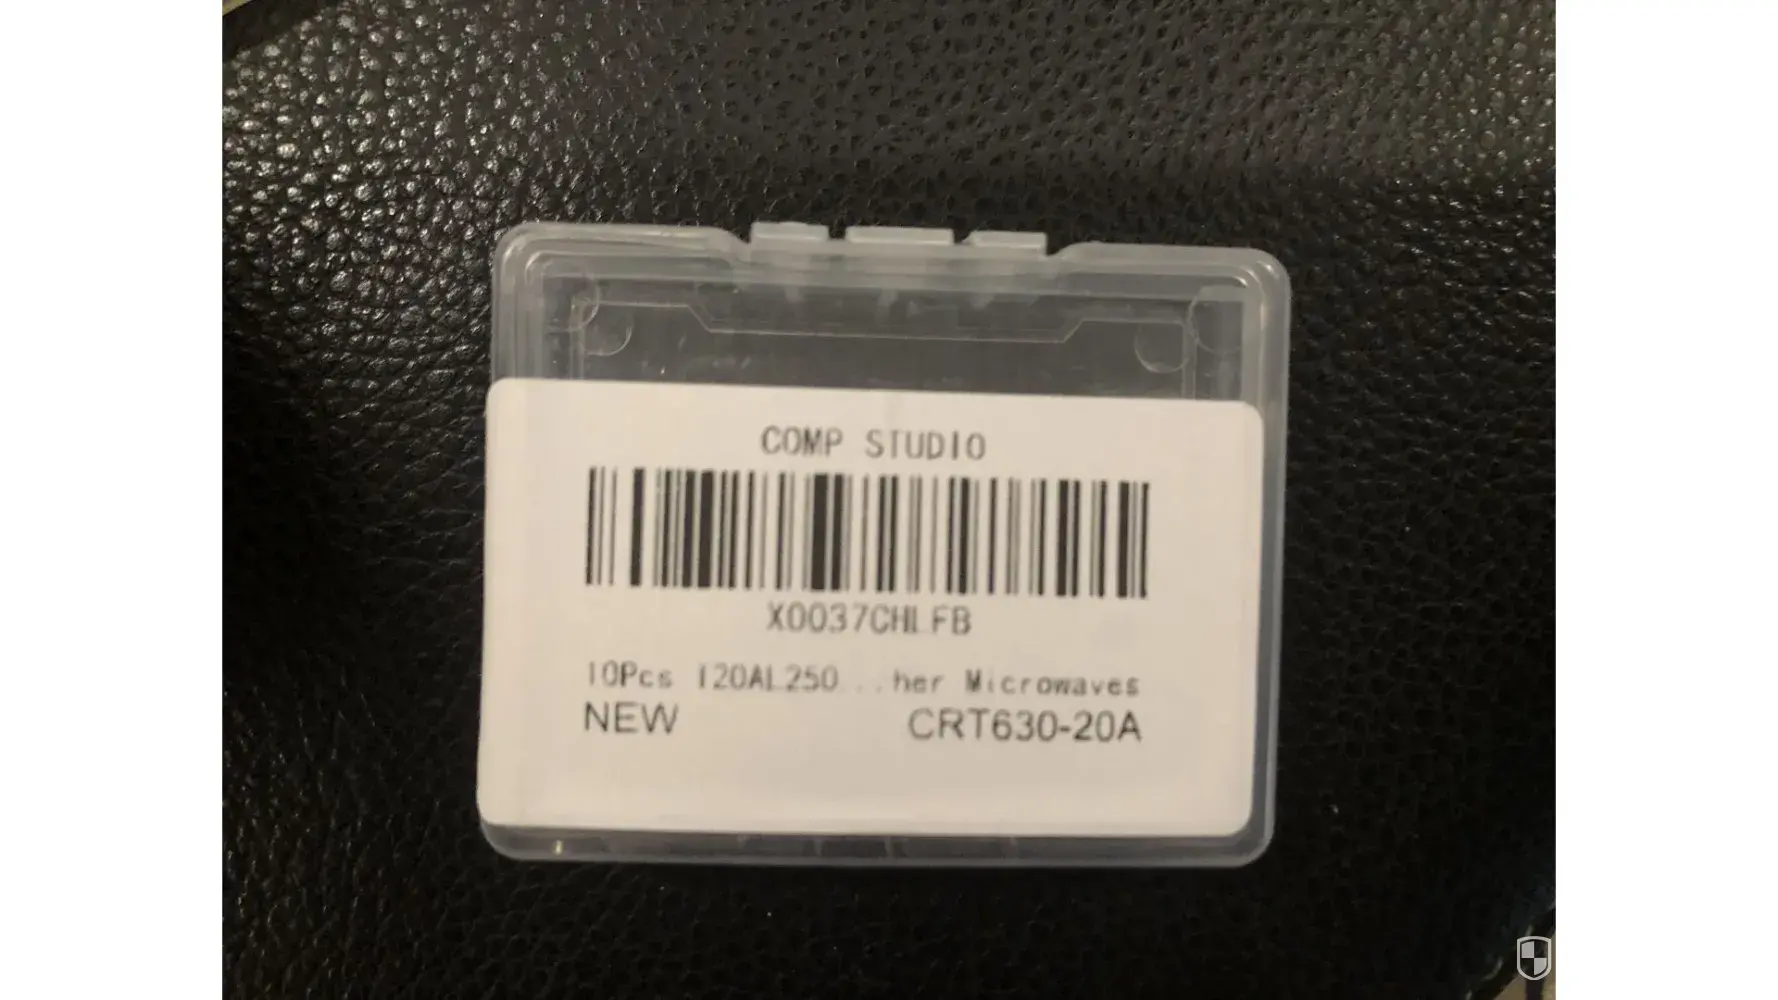 COMP STUDIO
X0037CHLFB
10Pcs T20AL250...her Microwaves
NEW
CRT630-20A